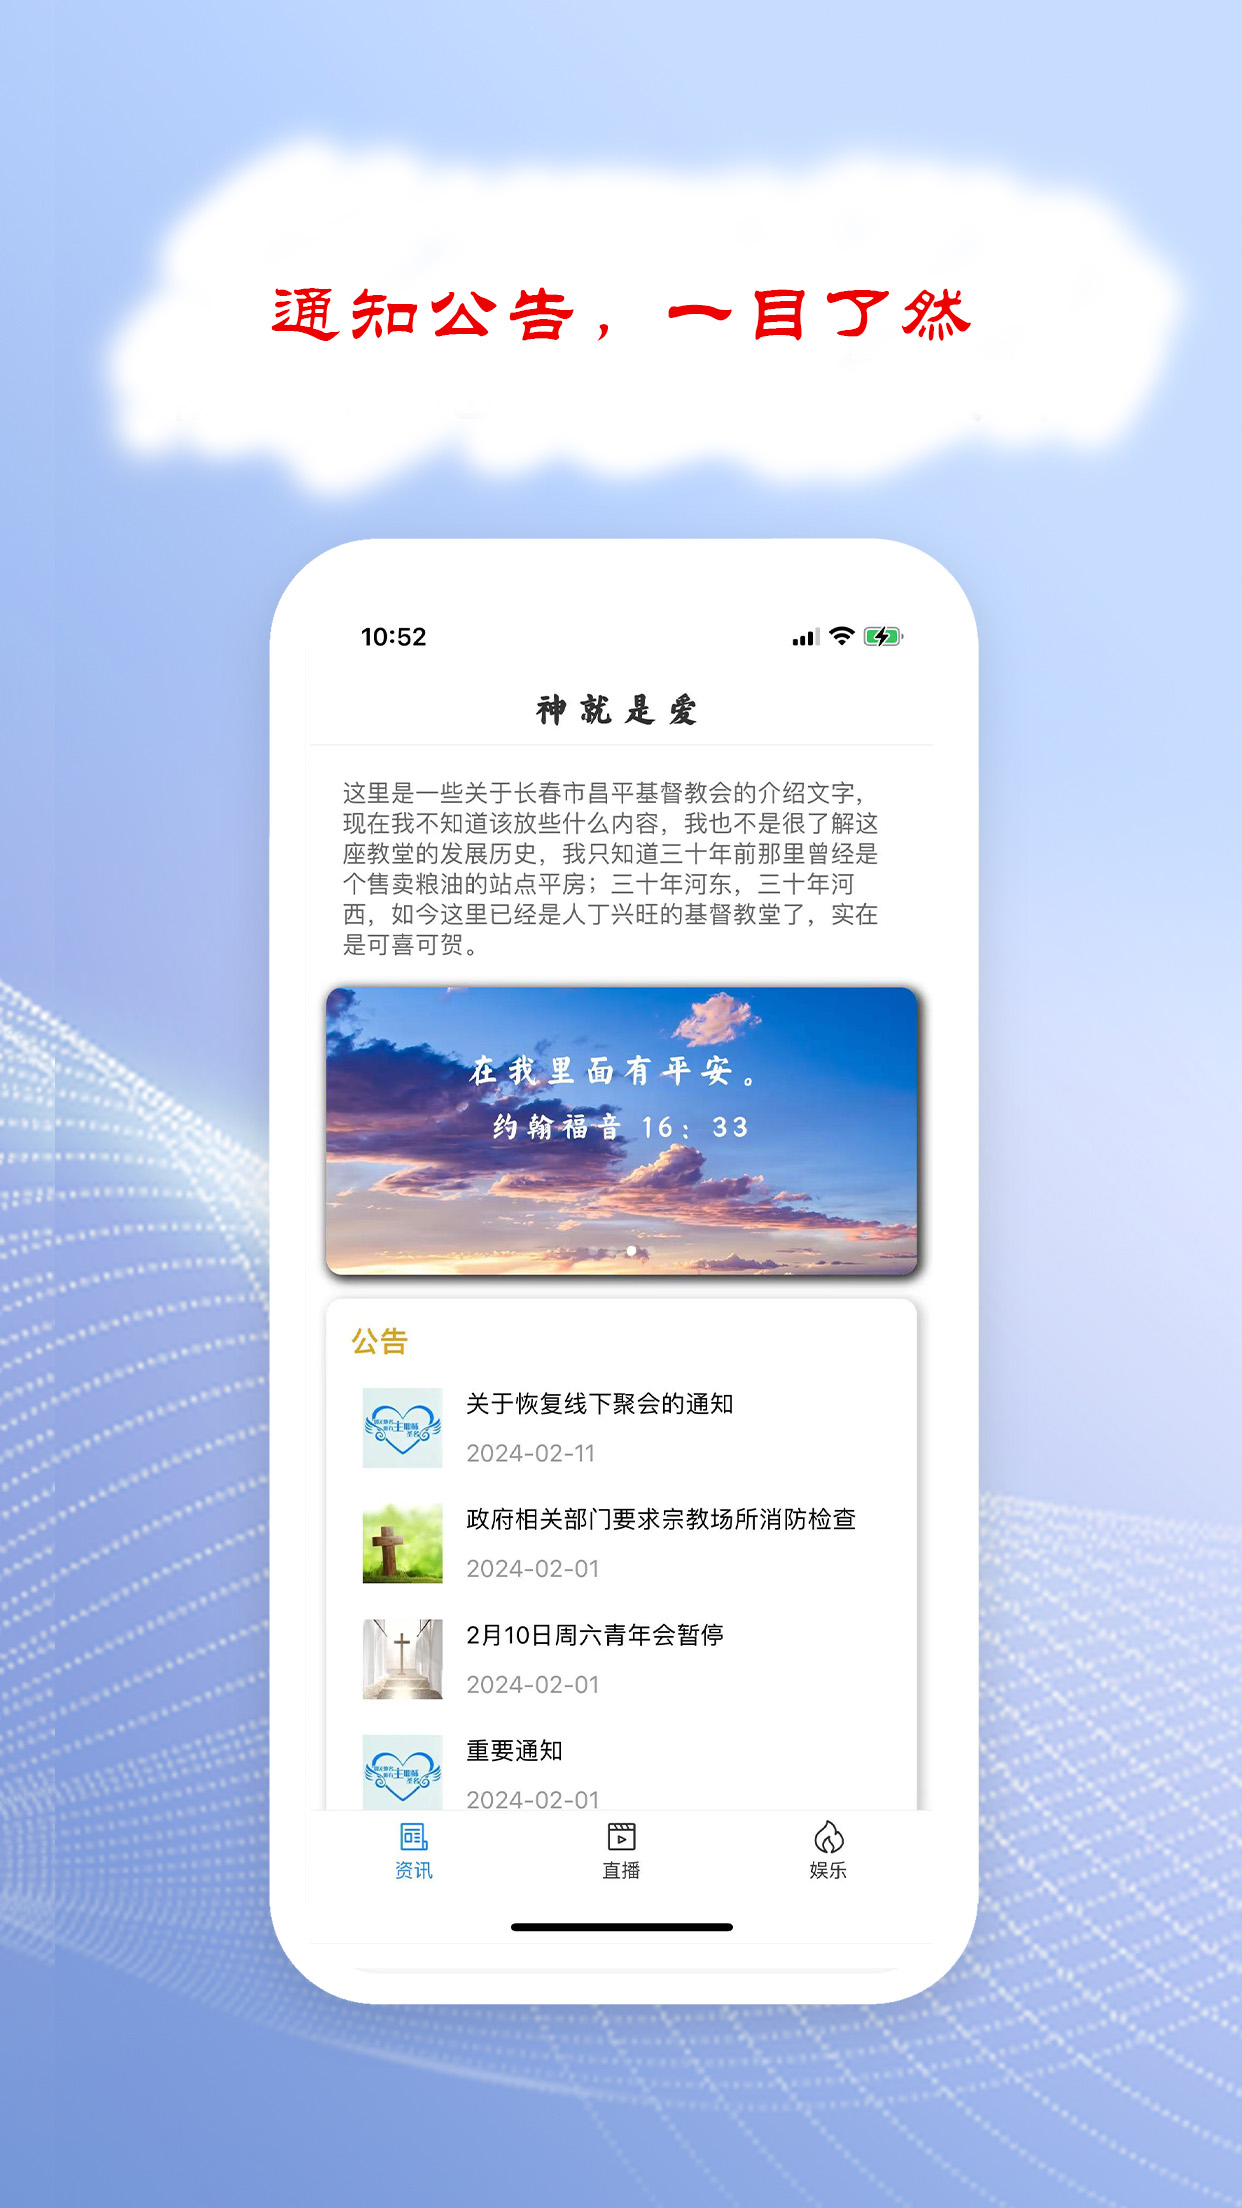 通知公告，一目了然
10:52
神就是爱
这里是一些关于长春市昌平基督教会的介绍文字，
现在我不知道该放些什么内容，我也不是很了解这
座教堂的发展历史，我只知道三十年前那里曾经是
个售卖粮油的站点平房；三十年河东，三十年河
西，如今这里已经是人丁兴旺的基督教堂了，实在
是可喜可贺。
在我里面有平安。
约翰福音 16：33
公告
关于恢复线下聚会的通知
2024-02-11
政府相关部门要求宗教场所消防检查
2024-02-01
2月10日周六青年会暂停
2024-02-01
重要通知
2024-02-01
资讯
直播
娱乐